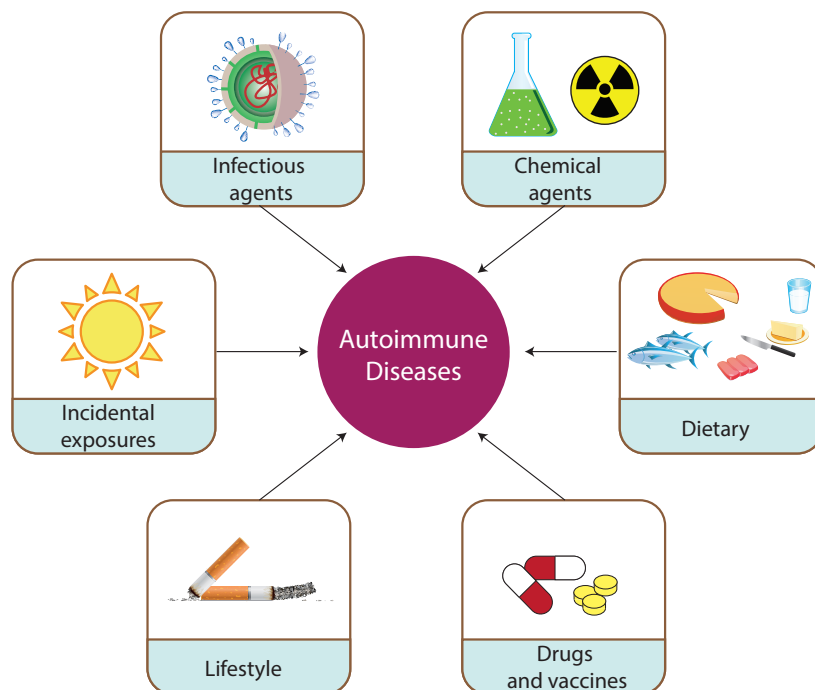 Infectious
agents
Chemical
agents
Autoimmune
Diseases
Incidental
exposures
Dietary
Lifestyle
Drugs
and vaccines